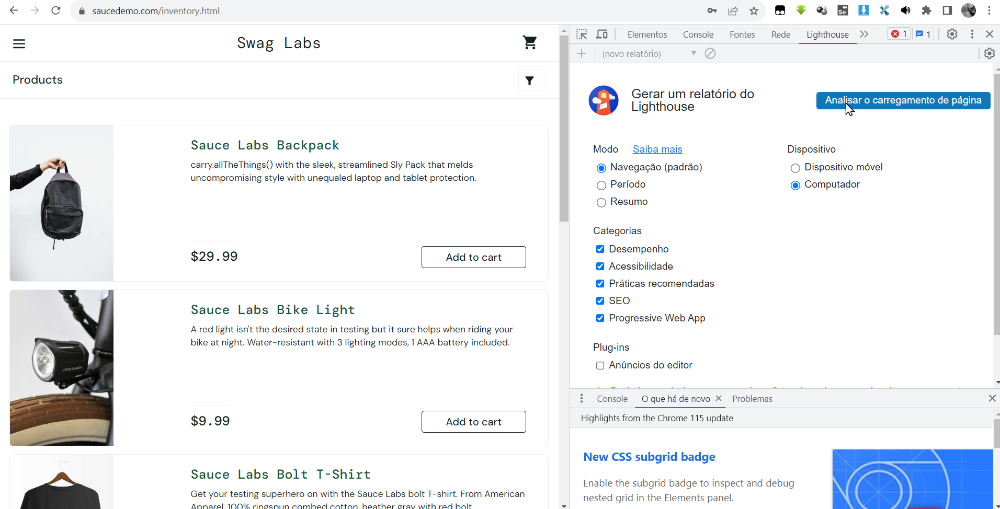 saucedemo.com/inventory.html
Se
Swag Labs
Products
Sauce Labs Backpack
carry.allTheThings() with the sleek, streamlined Sly Pack that melds
uncompromising style with unequaled laptop and tablet protection.
$29.99
Add to cart
STAR UNION
Sauce Labs Bike Light
A red light isn't the desired state in testing but it sure helps when riding your
bike at night. Water-resistant with 3 lighting modes, 1 AAA battery included.
$9.99
Add to cart
Sauce Labs Bolt T-Shirt
Get your testing superhero on with the Sauce Labs bolt T-shirt. From American
Apparel, 100% ringspun combed cotton, heather gray with red bolt.
Elementos
Console
Fontes
Rede
Lighthouse
1
1
(novo relatório)
Gerar um relatório do
Lighthouse
Analisar o carregamento de página
Modo
Saiba mais
Navegação (padrão)
Período
Resumo
Dispositivo
Dispositivo móvel
Computador
Categorias
Desempenho
Acessibilidade
Práticas recomendadas
SEO
Progressive Web App
Plug-ins
Anúncios do editor
Console
O que há de novo
Problemas
Highlights from the Chrome 115 update
New CSS subgrid badge
Enable the subgrid badge to inspect and debug
nested grid in the Elements panel.